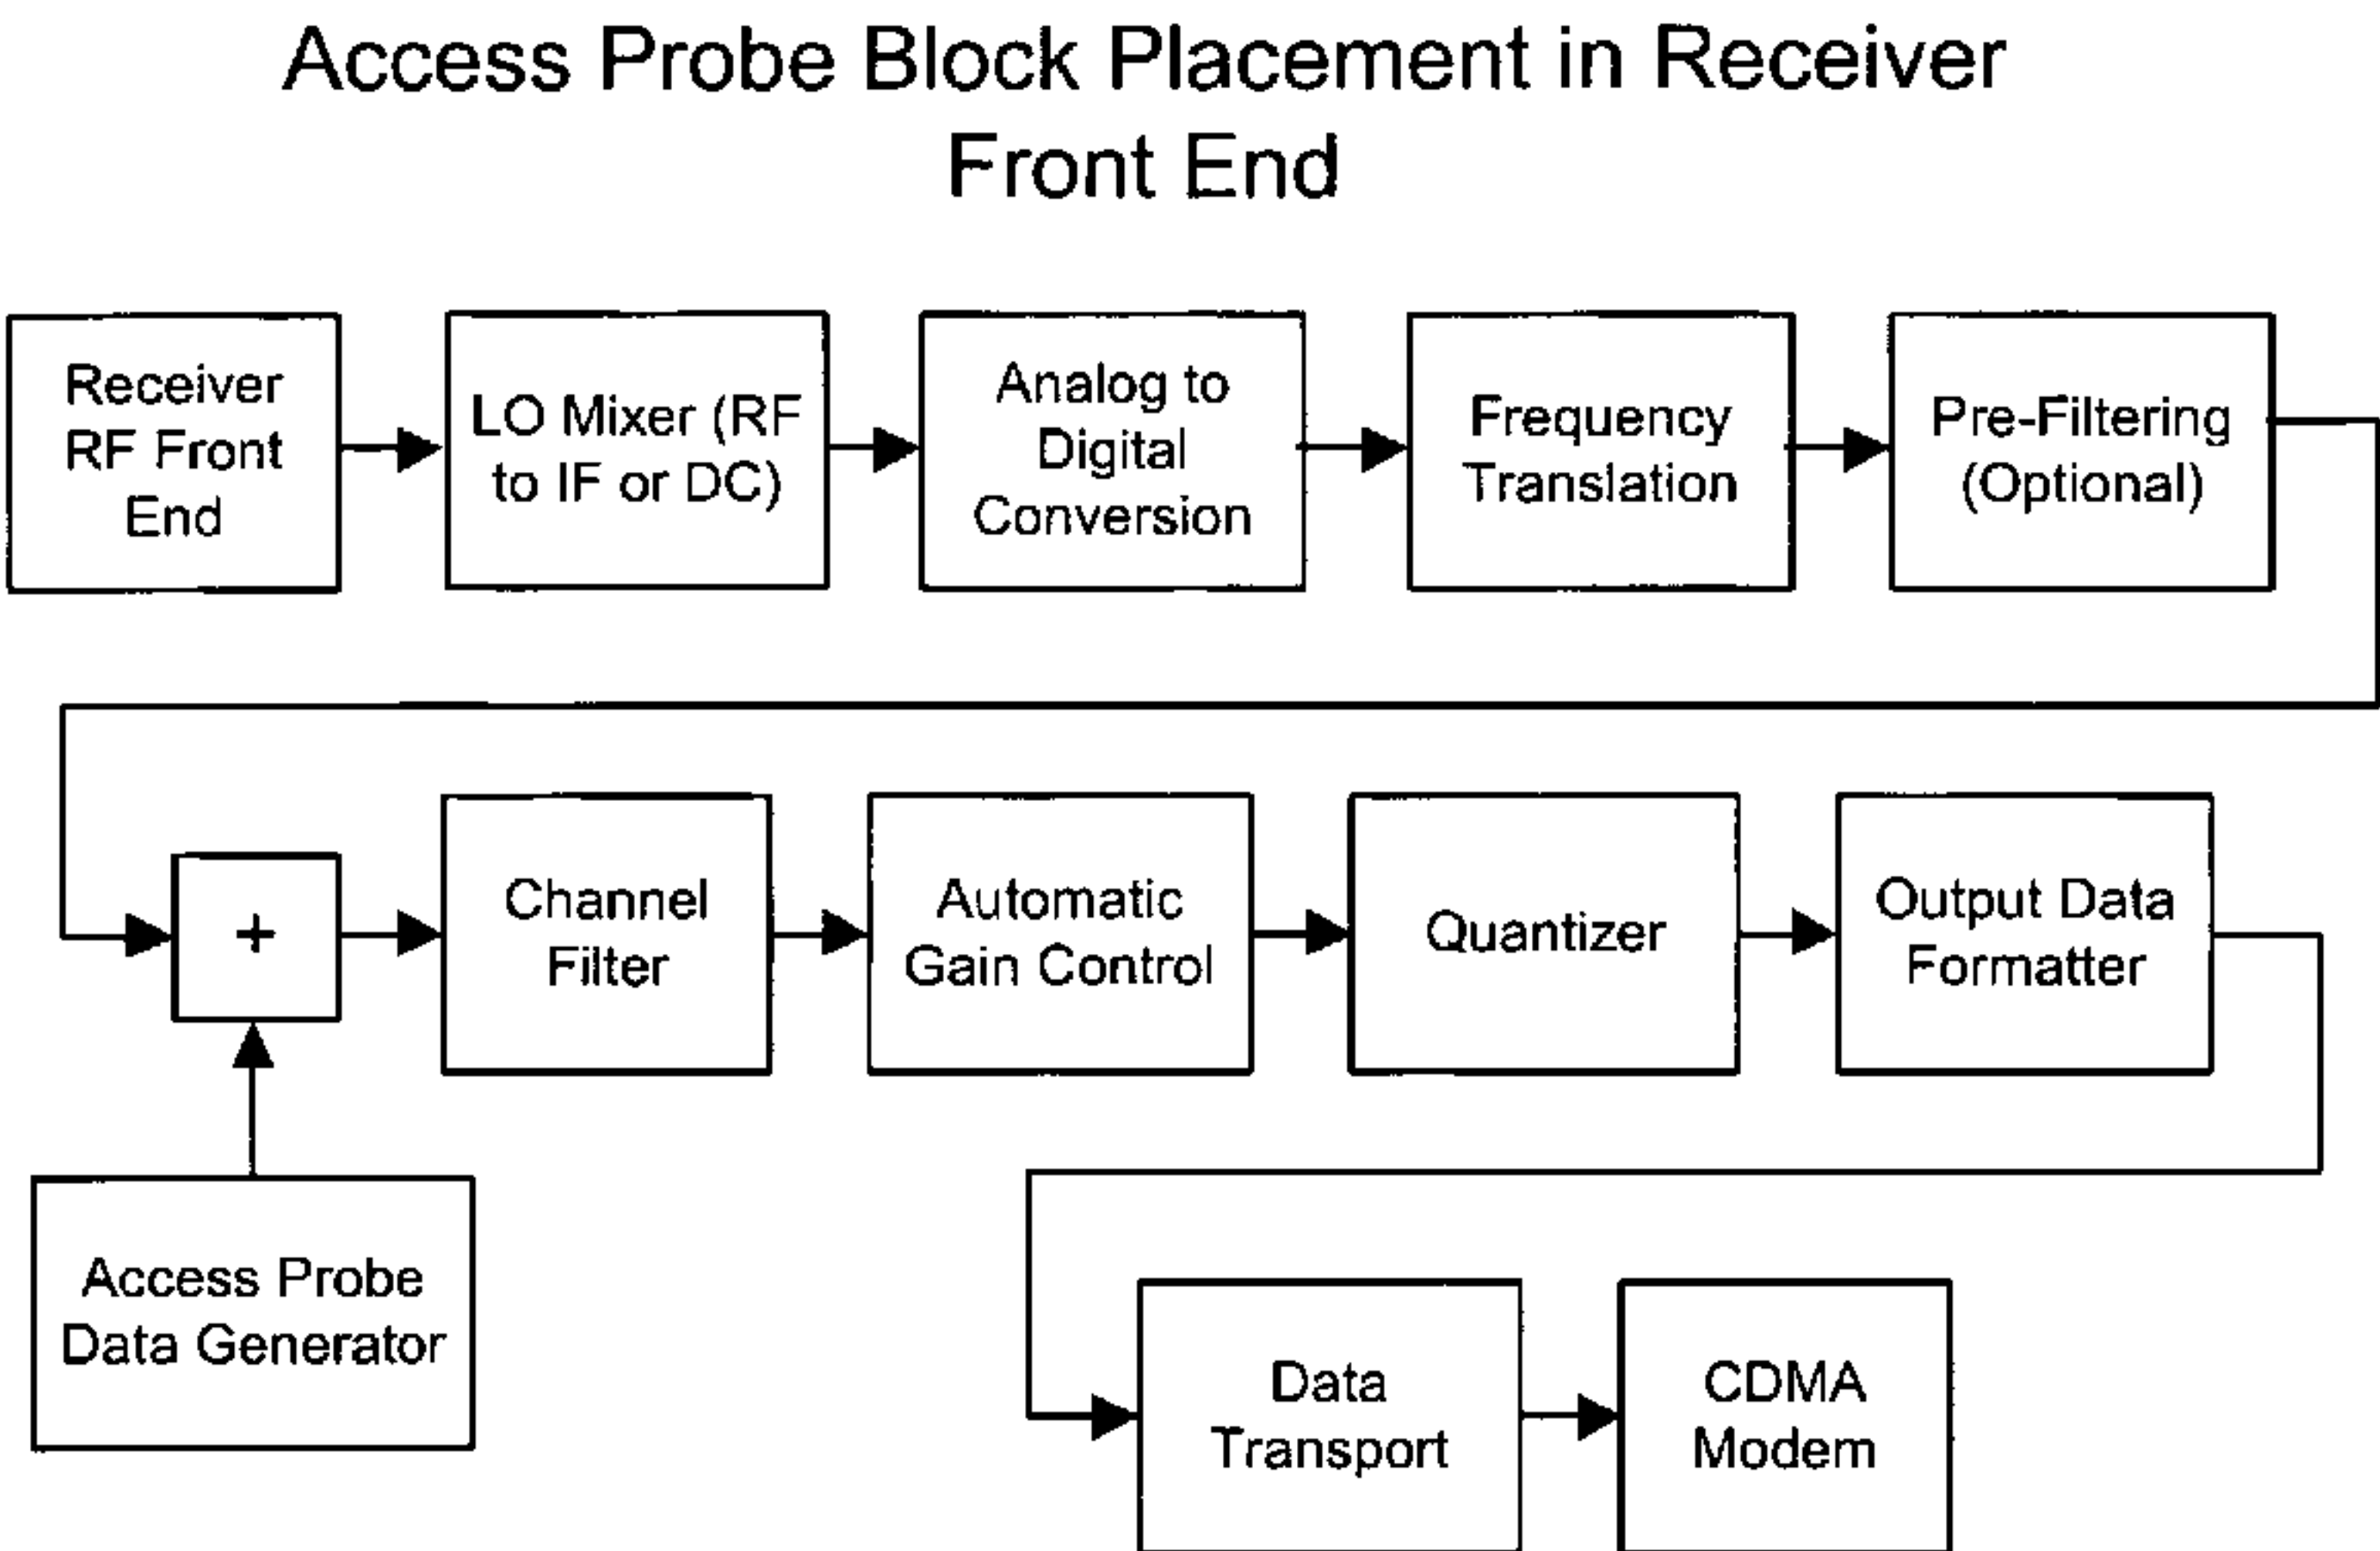 Access Probe Block Placement in Receiver
Front End
Receiver
RF Front
End
LO Mixer (RF
to IF or DC)
Analog to
Digital
Conversion
Frequency
Translation
Pre-Filtering
(Optional)
+
Channel
Filter
Automatic
Gain Control
Quantizer
Output Data
Formatter
Access Probe
Data Generator
Data
Transport
CDMA
Modem